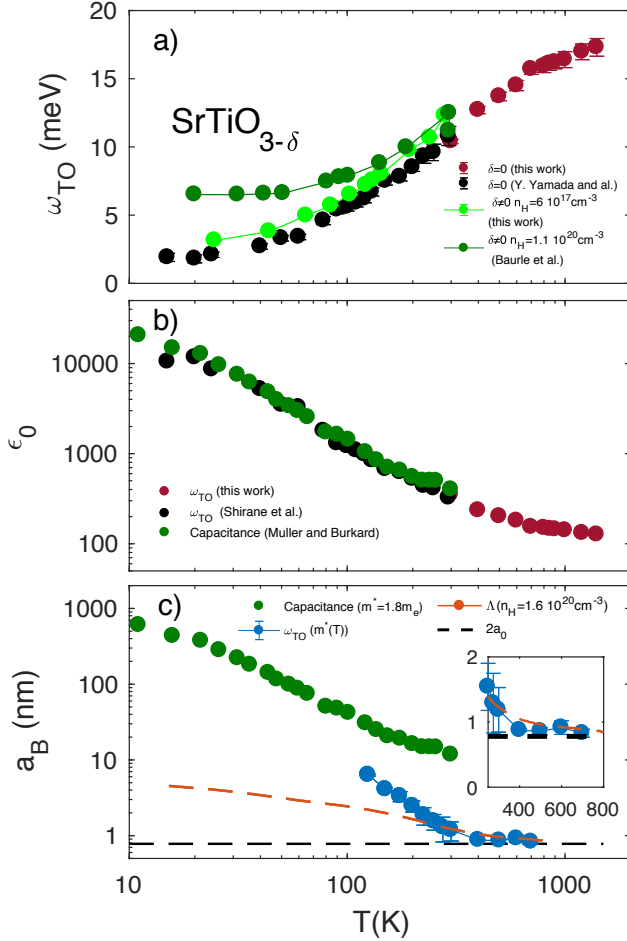 20
15
10
5
0
ω_TO (meV)
a)
SrTiO_3-δ
δ=0 (this work)
δ=0 (Y. Yamada and al.)
δ≠0 n_H=6 10^17cm^-3
(this work)
δ≠0 n_H=1.1 10^20cm^-3
(Baurle et al.)
b)
10000
1000
100
ϵ_0
ω_TO (this work)
ω_TO (Shirane et al.)
Capacitance (Muller and Burkard)
c)
1000
100
10
1
a_B (nm)
Capacitance (m^*=1.8m_e)
ω_TO (m^*(T))
Λ(n_H=1.6 10^20cm^-3)
2a_0
2
1
0
400 600 800
10 100 1000
T(K)